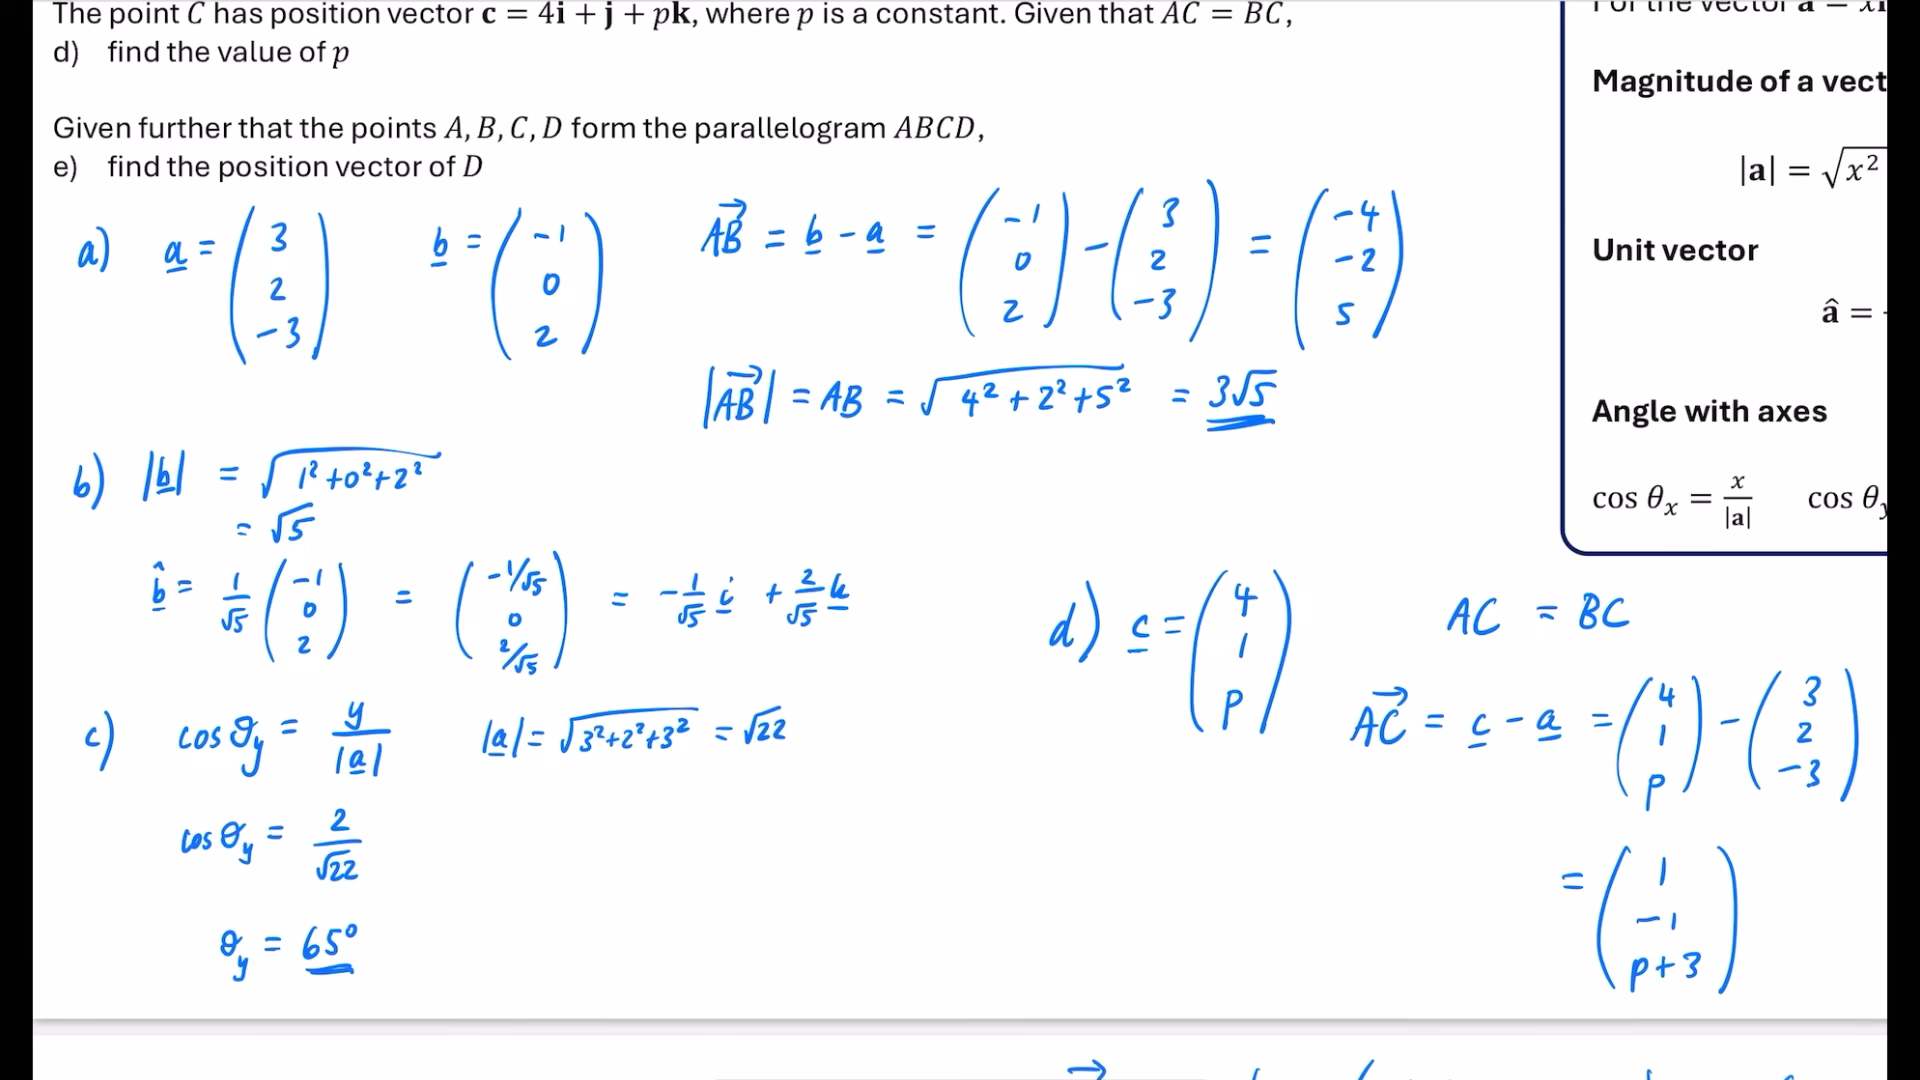 The point C has position vector c = 4i + j + pk, where p is a constant. Given that AC = BC,
d) find the value of p
Given further that the points A, B, C, D form the parallelogram ABCD,
e) find the position vector of D
a) a = (3 2 -3) b = (-1 0 2) AB = b - a = (-1 0 2) - (3 2 -3) = (-4 -2 5)
|AB| = AB = √4² + 2² + 5² = 3√5
b) |b| = √1² + 0² + 2²
= √5
b̂ = 1/√5 (-1 0 2) = (-1/√5 0 2/√5) = -1/√5 i + 2/√5 k
c) cos θy = y/|a| |a| = √3² + 2² + 3² = √22
cos θy = 2/√22
θy = 65°
d) c = (4 1 p) AC = BC
AC = c - a = (4 1 p) - (3 2 -3)
= (1 -1 p+3)
Magnitude of a vect
|a| = √x²
Unit vector
â =
Angle with axes
cos θx = x/|a| cos θy